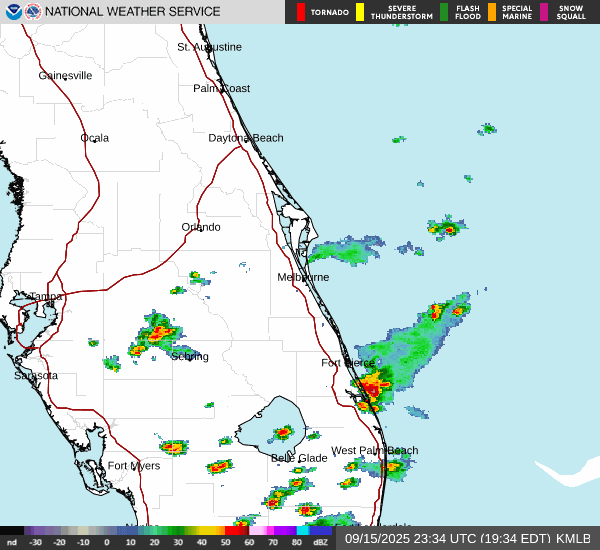 NATIONAL WEATHER SERVICE
TORNADO
SEVERE THUNDERSTORM
FLASH FLOOD
SPECIAL MARINE
SNOW SQUALL
St. Augustine
Gainesville
Palm Coast
Ocala
Daytona Beach
Orlando
Melbourne
Tampa
Sebring
Fort Pierce
Sarasota
West Palm Beach
Belle Glade
Fort Myers
nd -30 -20 -10 0 10 20 30 40 50 60 70 80 dBZ
09/15/2025 23:34 UTC (19:34 EDT) KMLB